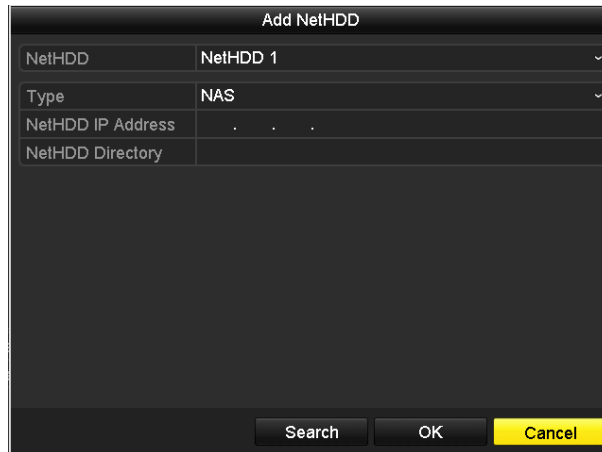 Add NetHDD
NetHDD NetHDD 1
Type NAS
NetHDD IP Address . . .
NetHDD Directory
Search OK Cancel